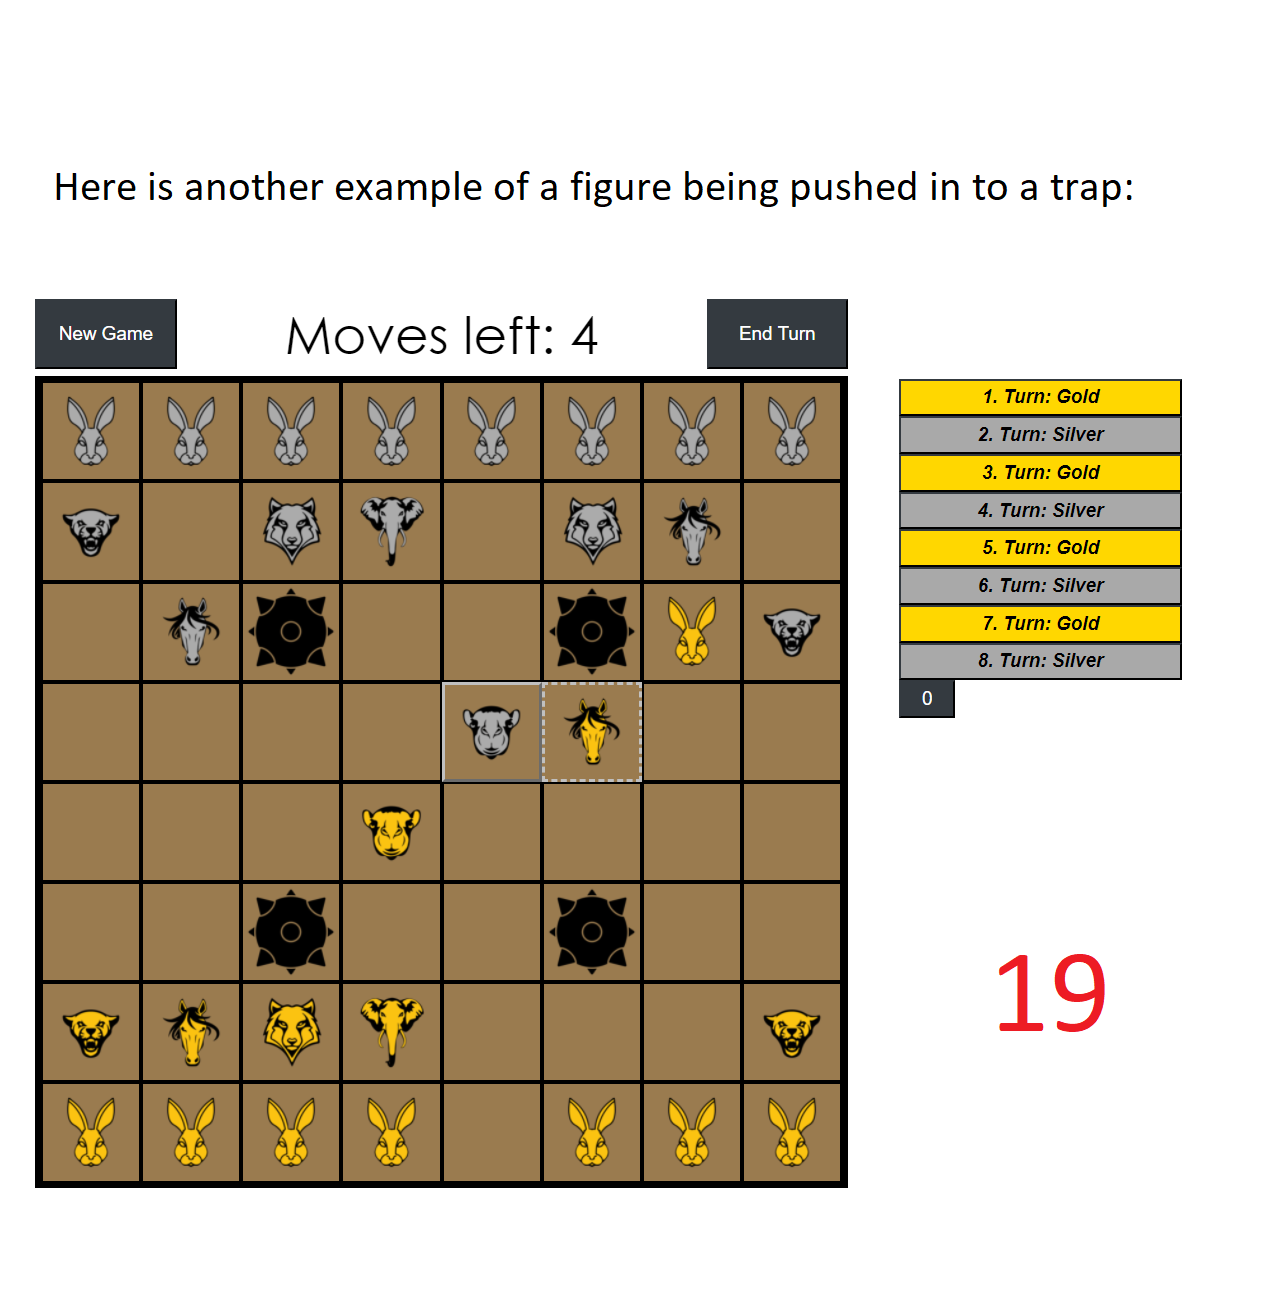 Here is another example of a figure being pushed in to a trap:
New Game
Moves left: 4
End Turn
1. Turn: Gold
2. Turn: Silver
3. Turn: Gold
4. Turn: Silver
5. Turn: Gold
6. Turn: Silver
7. Turn: Gold
8. Turn: Silver
0
19